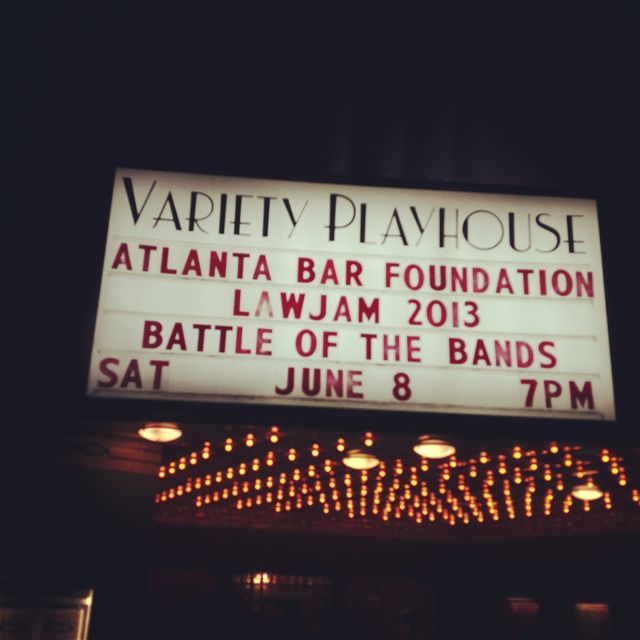 VARIETY PLAYHOUSE
ATLANTA BAR FOUNDATION
LAWJAM 2013
BATTLE OF THE BANDS
SAT JUNE 8 7PM